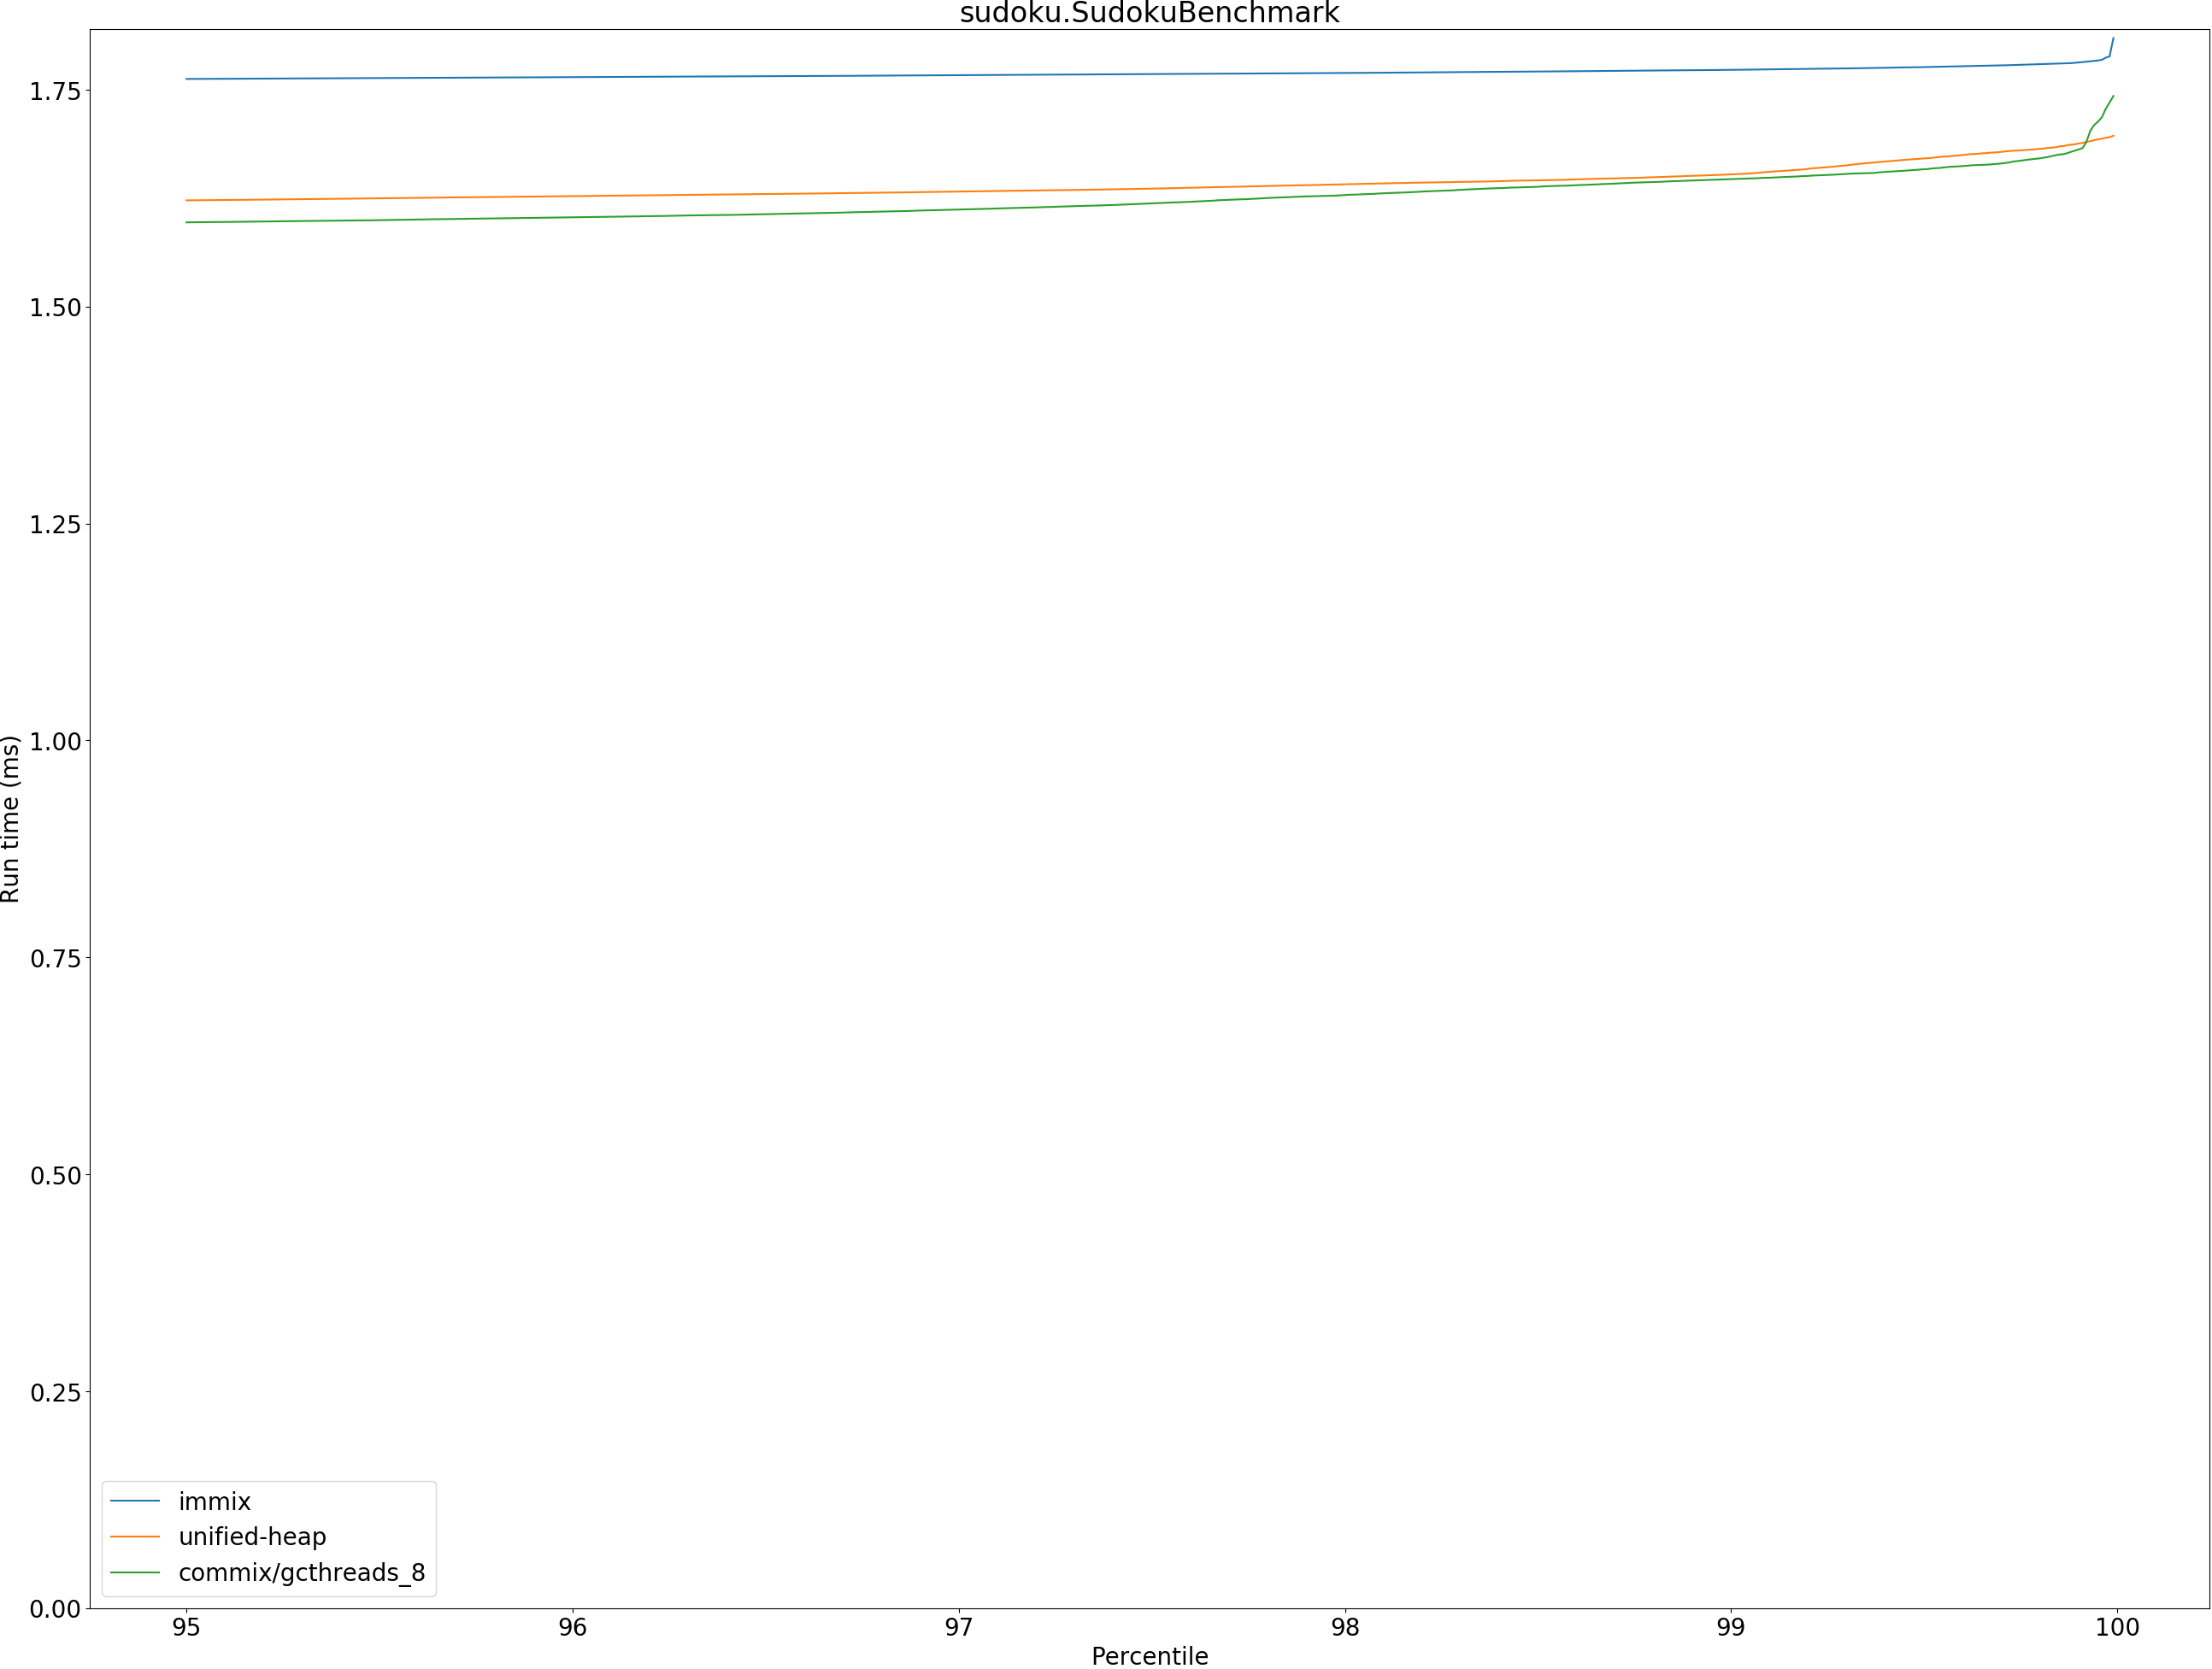 sudoku.SudokuBenchmark
1.75
1.50
1.25
1.00
0.75
0.50
0.25
0.00
Run time (ms)
immix
unified-heap
commix/gcthreads_8
95 96 97 98 99 100
Percentile